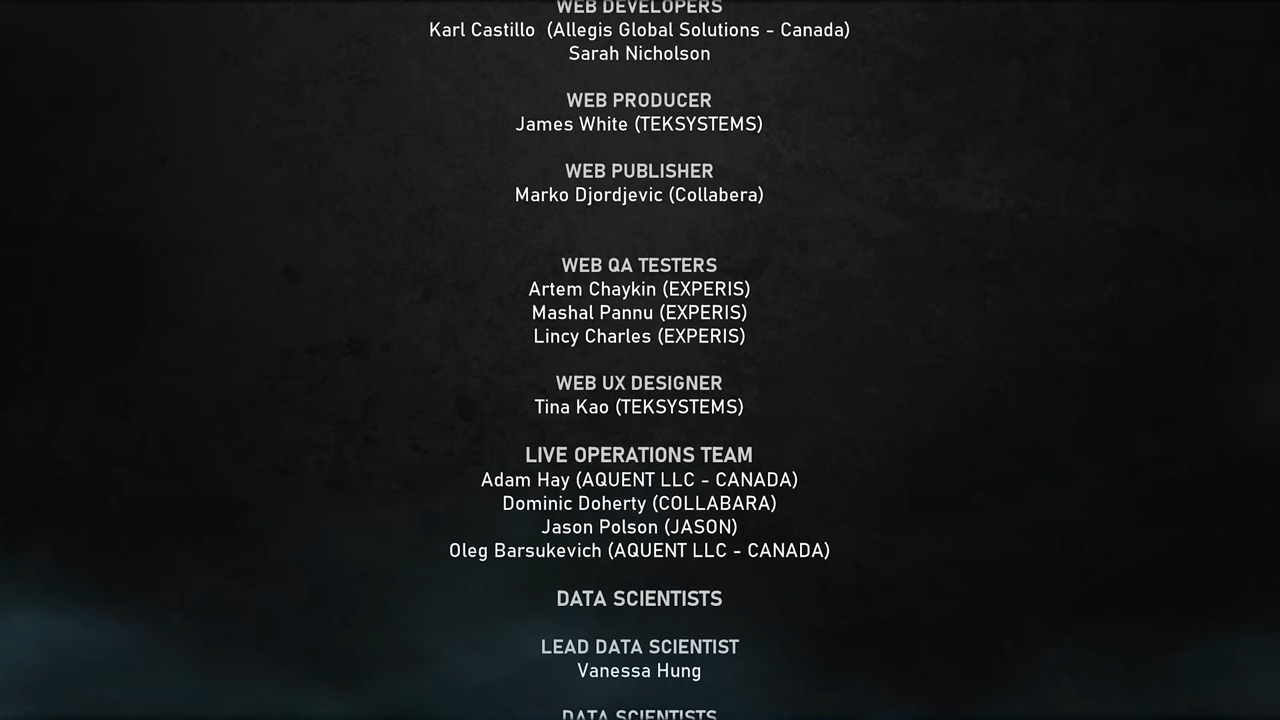 WEB DEVELOPERS
Karl Castillo (Allegis Global Solutions - Canada)
Sarah Nicholson
WEB PRODUCER
James White (TEKSYSTEMS)
WEB PUBLISHER
Marko Djordjevic (Collabera)
WEB QA TESTERS
Artem Chaykin (EXPERIS)
Mashal Pannu (EXPERIS)
Lincy Charles (EXPERIS)
WEB UX DESIGNER
Tina Kao (TEKSYSTEMS)
LIVE OPERATIONS TEAM
Adam Hay (AQUENT LLC - CANADA)
Dominic Doherty (COLLABARA)
Jason Polson (JASON)
Oleg Barsukevich (AQUENT LLC - CANADA)
DATA SCIENTISTS
LEAD DATA SCIENTIST
Vanessa Hung
DATA SCIENTISTS